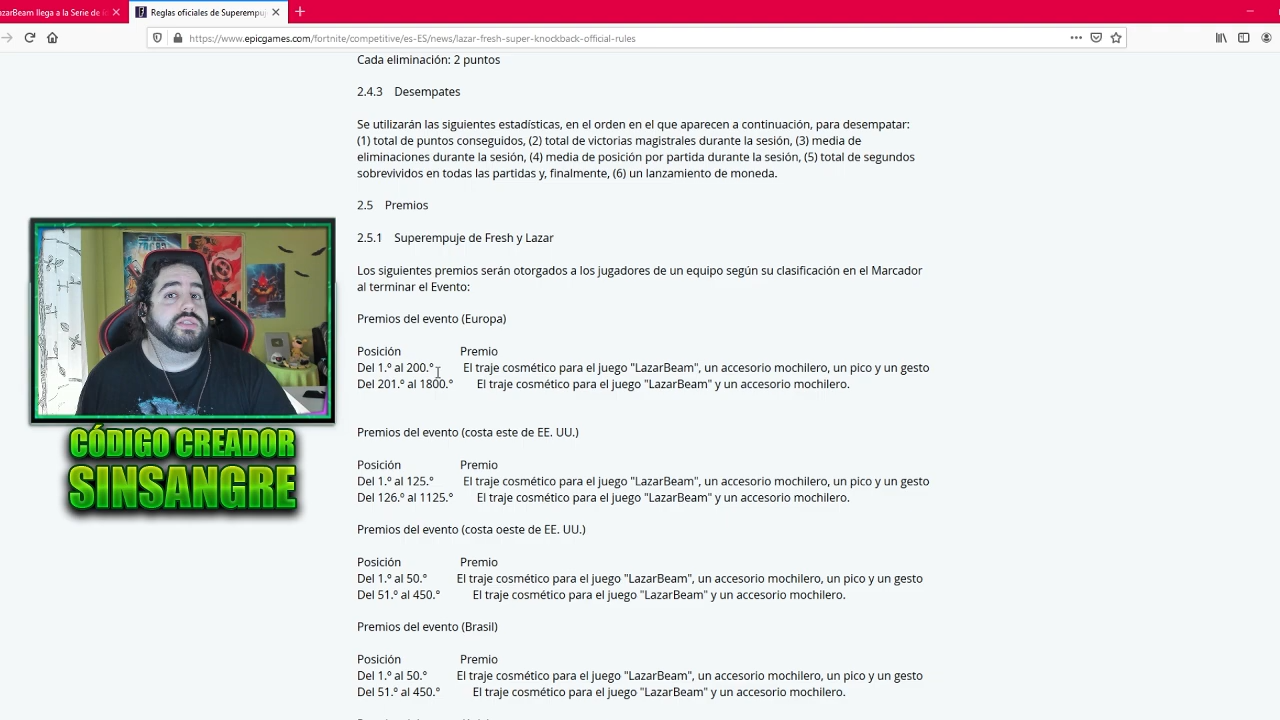 azarBeam llega a la Serie de í
Reglas oficiales de Superempuj
https://www.epicgames.com/fortnite/competitive/es-ES/news/lazar-fresh-super-knockback-official-rules
Cada eliminación: 2 puntos
2.4.3 Desempates
Se utilizarán las siguientes estadísticas, en el orden en el que aparecen a continuación, para desempatar:
(1) total de puntos conseguidos, (2) total de victorias magistrales durante la sesión, (3) media de
eliminaciones durante la sesión, (4) media de posición por partida durante la sesión, (5) total de segundos
sobrevividos en todas las partidas y, finalmente, (6) un lanzamiento de moneda.
2.5 Premios
2.5.1 Superempuje de Fresh y Lazar
Los siguientes premios serán otorgados a los jugadores de un equipo según su clasificación en el Marcador
al terminar el Evento:
Premios del evento (Europa)
Posición Premio
Del 1.º al 200.° El traje cosmético para el juego "LazarBeam", un accesorio mochilero, un pico y un gesto
Del 201.º al 1800.° El traje cosmético para el juego "LazarBeam" y un accesorio mochilero.
CÓDIGO CREADOR
SINSANGRE
Premios del evento (costa este de EE. UU.)
Posición Premio
Del 1.º al 125.° El traje cosmético para el juego "LazarBeam", un accesorio mochilero, un pico y un gesto
Del 126.º al 1125.° El traje cosmético para el juego "LazarBeam" y un accesorio mochilero.
Premios del evento (costa oeste de EE. UU.)
Posición Premio
Del 1.º al 50.° El traje cosmético para el juego "LazarBeam", un accesorio mochilero, un pico y un gesto
Del 51.º al 450.° El traje cosmético para el juego "LazarBeam" y un accesorio mochilero.
Premios del evento (Brasil)
Posición Premio
Del 1.º al 50.° El traje cosmético para el juego "LazarBeam", un accesorio mochilero, un pico y un gesto
Del 51.º al 450.° El traje cosmético para el juego "LazarBeam" y un accesorio mochilero.